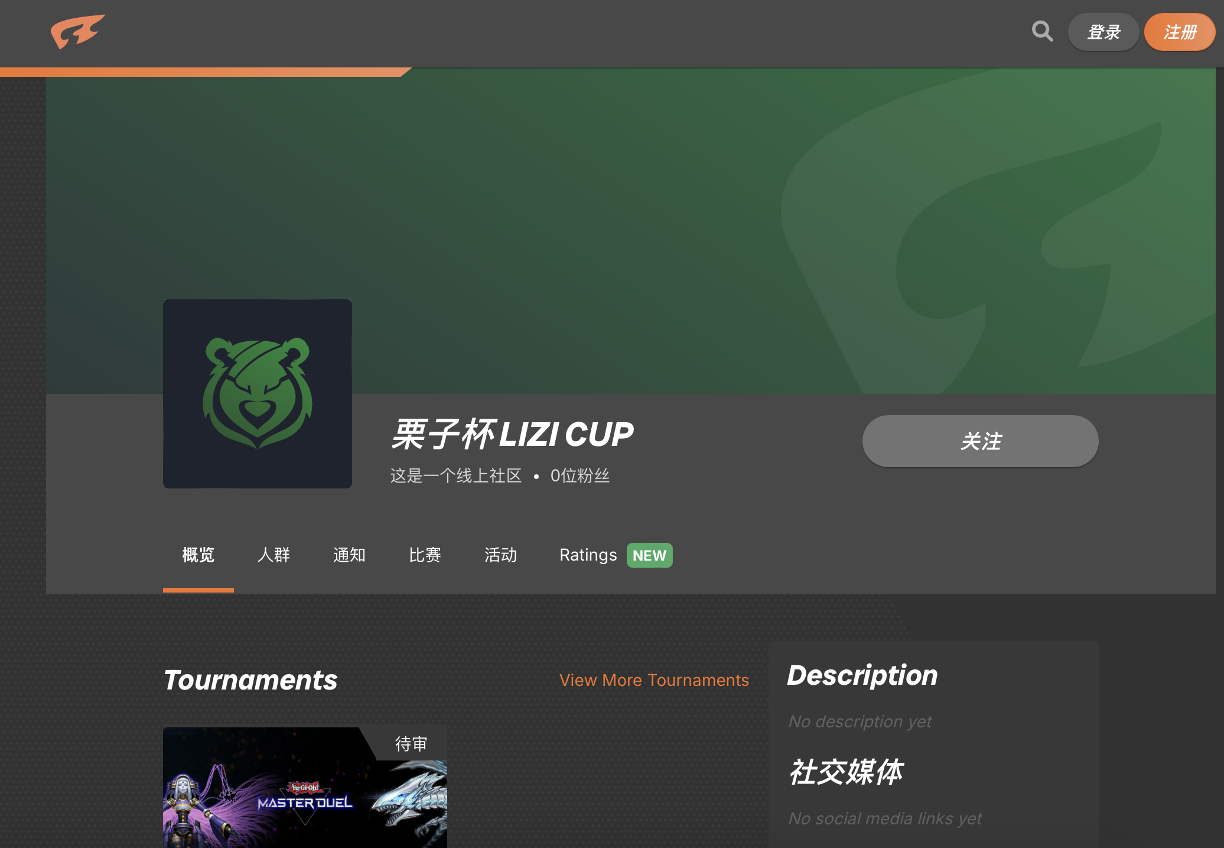 登录
注册
栗子杯 LIZI CUP
关注
这是一个线上社区 • 0位粉丝
概览
人群
通知
比赛
活动
Ratings NEW
Tournaments
View More Tournaments
待审
Yu-Gi-Oh!
MASTER DUEL
Description
No description yet
社交媒体
No social media links yet